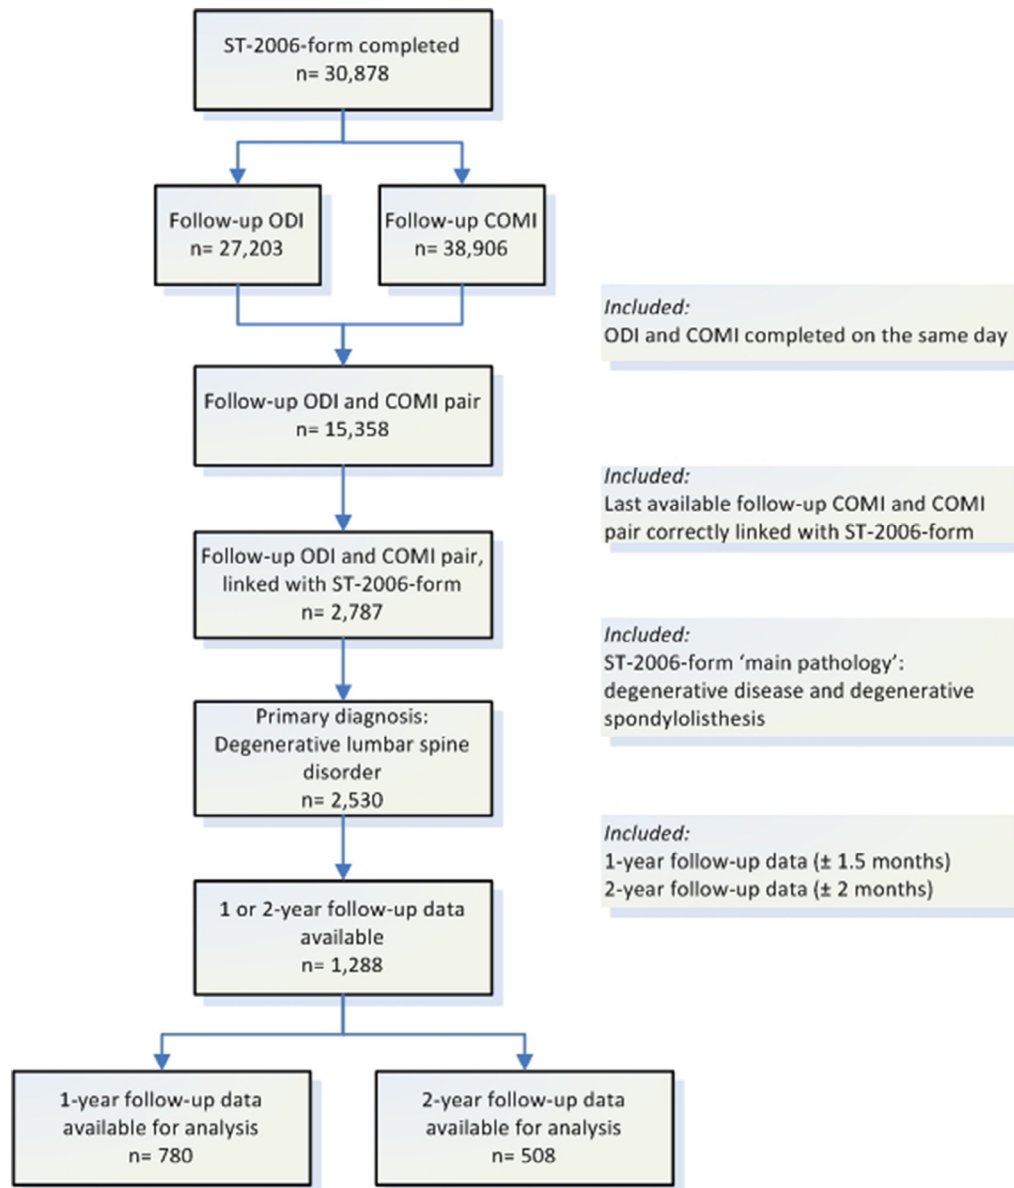 ST-2006-form completed
n= 30,878
Follow-up ODI
n= 27,203
Follow-up COMI
n= 38,906
Included:
ODI and COMI completed on the same day
Follow-up ODI and COMI pair
n= 15,358
Included:
Last available follow-up COMI and COMI
pair correctly linked with ST-2006-form
Follow-up ODI and COMI pair,
linked with ST-2006-form
n= 2,787
Included:
ST-2006-form ‘main pathology’:
degenerative disease and degenerative
spondylolisthesis
Primary diagnosis:
Degenerative lumbar spine
disorder
n= 2,530
Included:
1-year follow-up data (± 1.5 months)
2-year follow-up data (± 2 months)
1 or 2-year follow-up data
available
n= 1,288
1-year follow-up data
available for analysis
n= 780
2-year follow-up data
available for analysis
n= 508